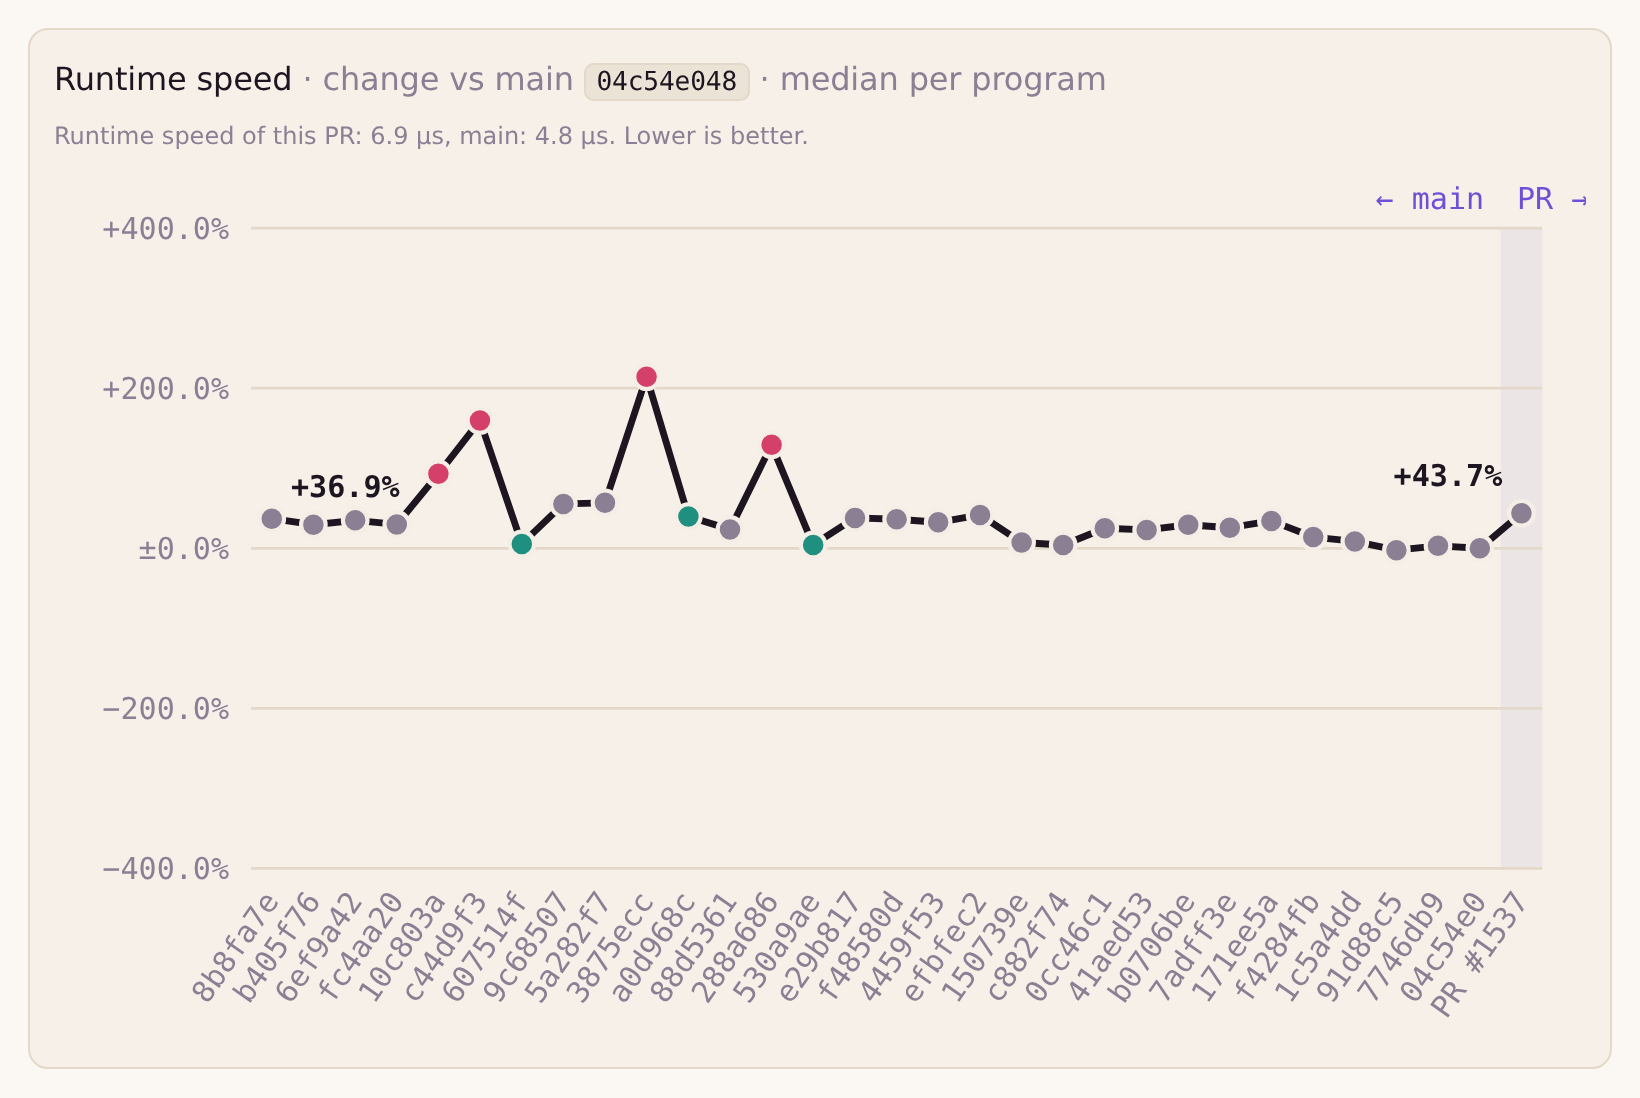 Runtime speed · change vs main 04c54e048 · median per program
Runtime speed of this PR: 6.9 µs, main: 4.8 µs. Lower is better.
← main PR →
+400.0%
+200.0%
±0.0%
−200.0%
−400.0%
+36.9%
+43.7%
8b8fa7e
b405f76
6ef9a42
fc4aa20
10c803a
c44d9f3
607514f
9c68507
5a282f7
3875ecc
a0d968c
88d5361
288a686
530a9ae
e29b817
f48580d
4459f53
efbfec2
150739e
c882f74
0cc46c1
41aed53
b0706be
7adff3e
171ee5a
f4284fb
1c5a4dd
91d88c5
7746db9
04c54e0
PR #1537